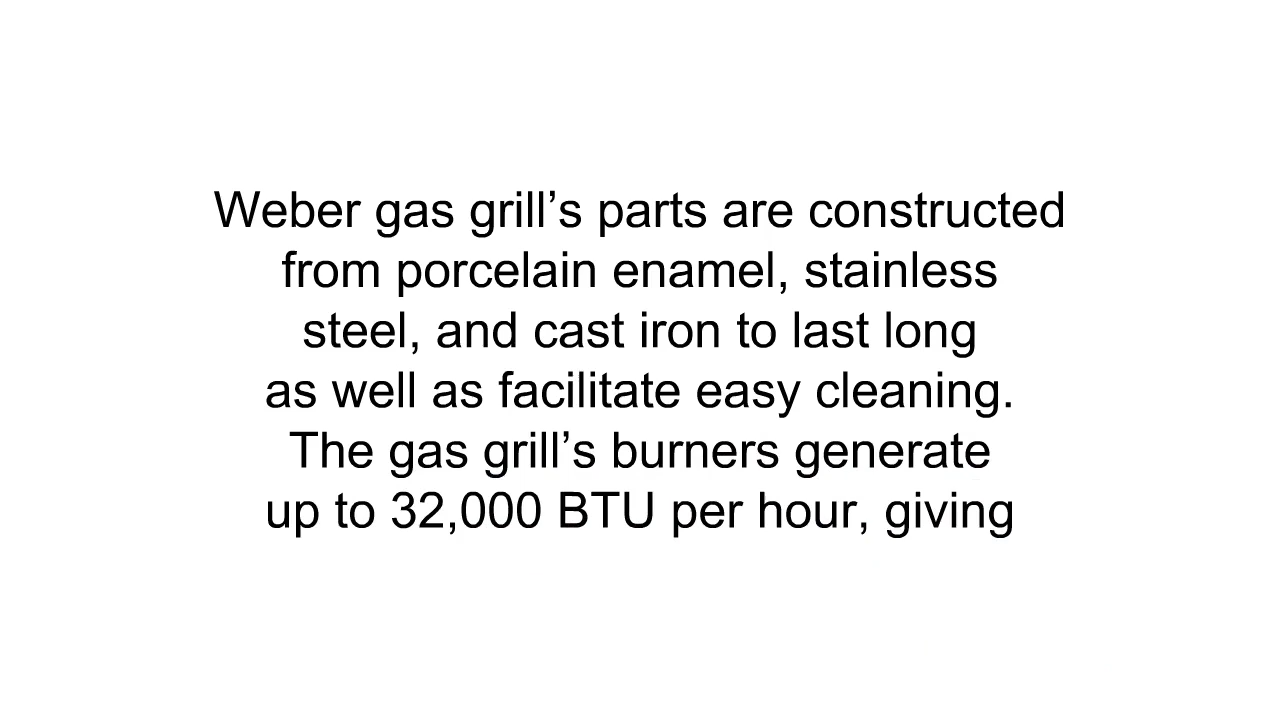 Weber gas grill’s parts are constructed
from porcelain enamel, stainless
steel, and cast iron to last long
as well as facilitate easy cleaning.
The gas grill’s burners generate
up to 32,000 BTU per hour, giving